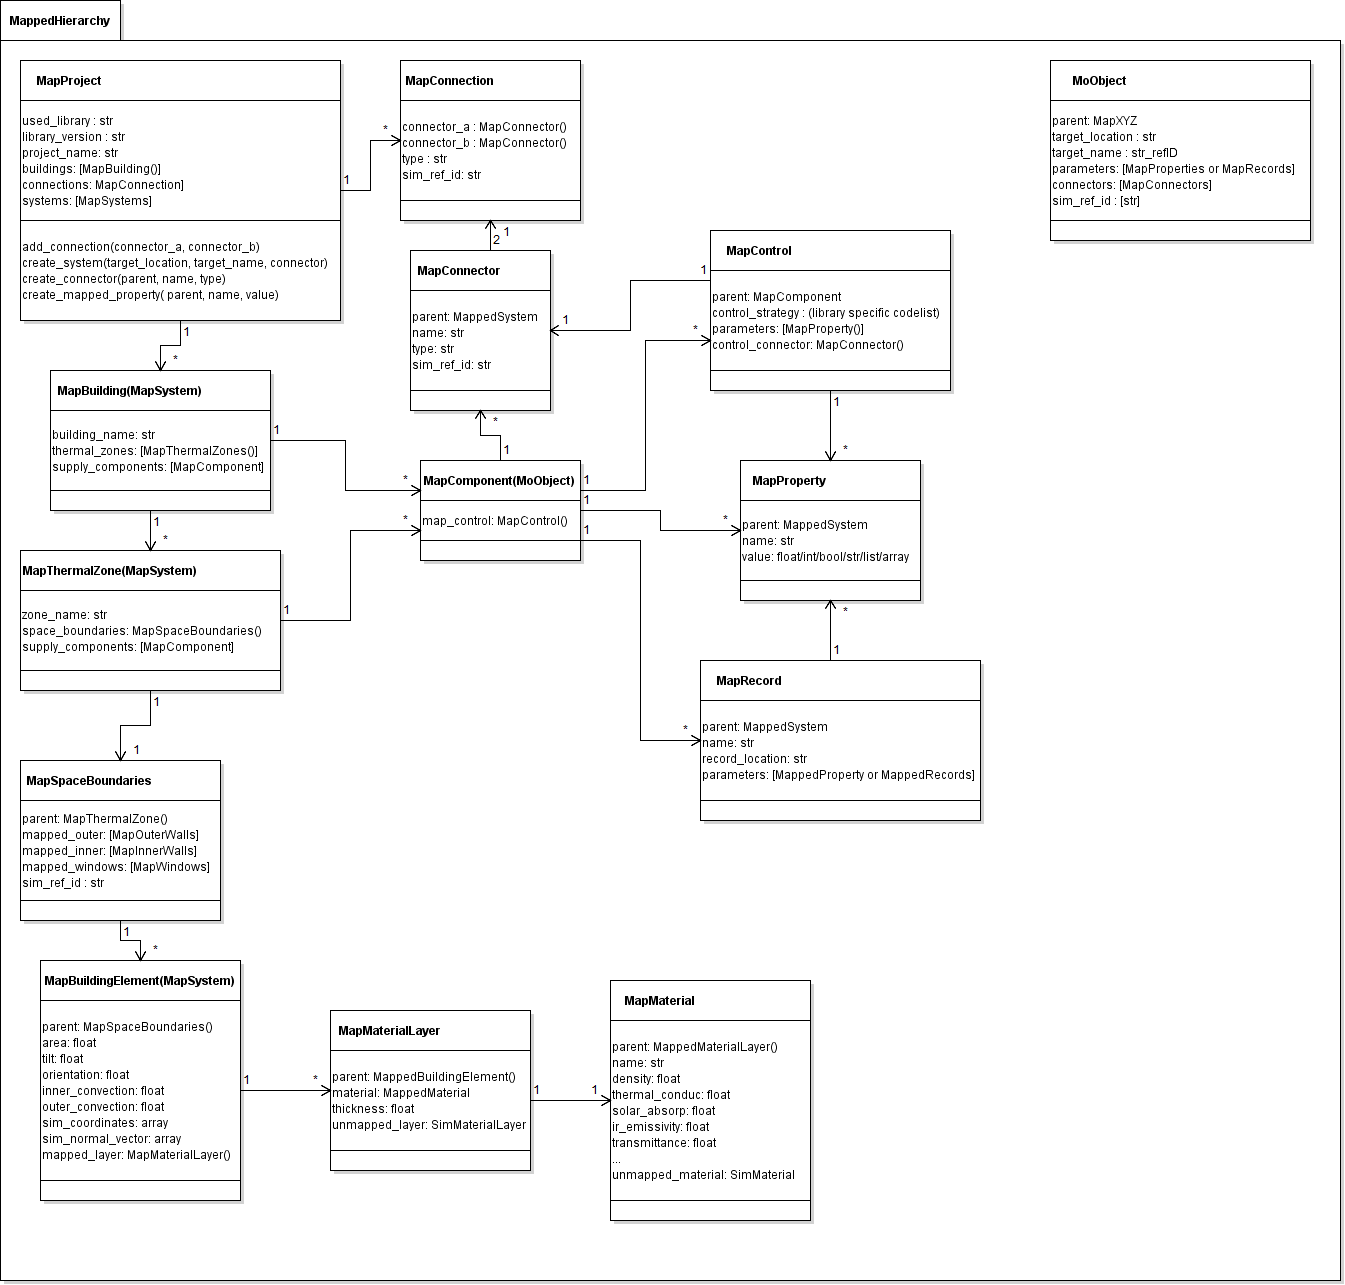 MappedHierarchy
MapProject
used_library : str
library_version : str
project_name: str
buildings: [MapBuilding()]
connections: MapConnection]
systems: [MapSystems]
add_connection(connector_a, connector_b)
create_system(target_location, target_name, connector)
create_connector(parent, name, type)
create_mapped_property( parent, name, value)
1
*
1
*
MapConnection
connector_a : MapConnector()
connector_b : MapConnector()
type : str
sim_ref_id: str
1
2
MoObject
parent: MapXYZ
target_location : str
target_name : str_refID
parameters: [MapProperties or MapRecords]
connectors: [MapConnectors]
sim_ref_id : [str]
MapConnector
parent: MappedSystem
name: str
type: str
sim_ref_id: str
1
1
*
MapControl
parent: MapComponent
control_strategy : (library specific codelist)
parameters: [MapProperty()]
control_connector: MapConnector()
1
*
MapBuilding(MapSystem)
building_name: str
thermal_zones: [MapThermalZones()]
supply_components: [MapComponent]
1
*
1
*
*
1
MapComponent(MoObject)
map_control: MapControl()
1
1
1
*
*
MapProperty
parent: MappedSystem
name: str
value: float/int/bool/str/list/array
*
1
MapThermalZone(MapSystem)
zone_name: str
space_boundaries: MapSpaceBoundaries()
supply_components: [MapComponent]
1
*
1
1
MapRecord
parent: MappedSystem
name: str
record_location: str
parameters: [MappedProperty or MappedRecords]
*
MapSpaceBoundaries
parent: MapThermalZone()
mapped_outer: [MapOuterWalls]
mapped_inner: [MapInnerWalls]
mapped_windows: [MapWindows]
sim_ref_id : str
1
*
MapBuildingElement(MapSystem)
parent: MapSpaceBoundaries()
area: float
tilt: float
orientation: float
inner_convection: float
outer_convection: float
sim_coordinates: array
sim_normal_vector: array
mapped_layer: MapMaterialLayer()
1
*
MapMaterialLayer
parent: MappedBuildingElement()
material: MappedMaterial
thickness: float
unmapped_layer: SimMaterialLayer
1
1
MapMaterial
parent: MappedMaterialLayer()
name: str
density: float
thermal_conduc: float
solar_absorp: float
ir_emissivity: float
transmittance: float
...
unmapped_material: SimMaterial